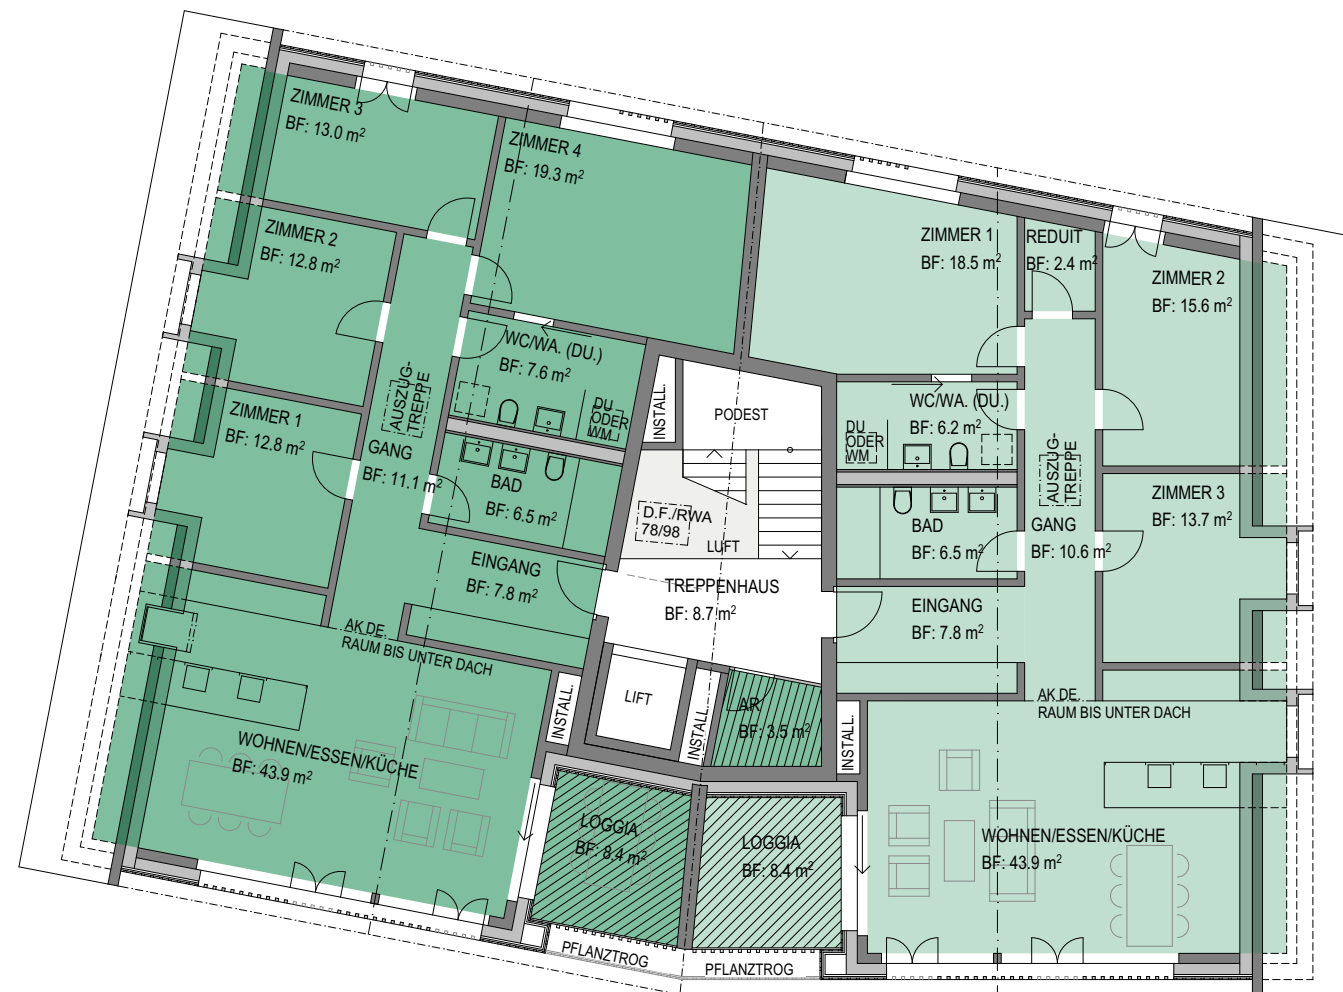 ZIMMER 3
BF: 13.0 m²
ZIMMER 4
BF: 19.3 m²
ZIMMER 2
BF: 12.8 m²
ZIMMER 1
BF: 12.8 m²
AUSZUG-
TREPPE
GANG
BF: 11.1 m²
WC/WA. (DU.)
BF: 7.6 m²
DU
ODER
WM
BAD
BF: 6.5 m²
EINGANG
BF: 7.8 m²
AK DE.
RAUM BIS UNTER DACH
WOHNEN/ESSEN/KÜCHE
BF: 43.9 m²
INSTALL.
LOGGIA
BF: 8.4 m²
PFLANZTROG
INSTALL.
PODEST
D.F./RWA
78/98
LUFT
TREPPENHAUS
BF: 8.7 m²
LIFT
INSTALL.
AR
BF: 3.5 m²
ZIMMER 1
BF: 18.5 m²
REDUIT
BF: 2.4 m²
ZIMMER 2
BF: 15.6 m²
WC/WA. (DU.)
BF: 6.2 m²
DU
ODER
WM
AUSZUG-
TREPPE
ZIMMER 3
BF: 13.7 m²
BAD
BF: 6.5 m²
GANG
BF: 10.6 m²
EINGANG
BF: 7.8 m²
AK DE.
RAUM BIS UNTER DACH
INSTALL.
WOHNEN/ESSEN/KÜCHE
BF: 43.9 m²
LOGGIA
BF: 8.4 m²
PFLANZTROG